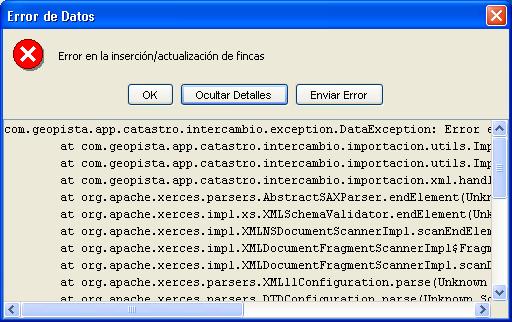 Error de Datos
Error en la inserción/actualización de fincas
OK Ocultar Detalles Enviar Error
com.geopista.app.catastro.intercambio.exception.DataException: Error
at com.geopista.app.catastro.intercambio.importacion.utils.Imp
at com.geopista.app.catastro.intercambio.importacion.utils.Imp
at com.geopista.app.catastro.intercambio.importacion.xml.handl
at org.apache.xerces.parsers.AbstractSAXParser.endElement(Unkn
at org.apache.xerces.impl.xs.XMLSchemaValidator.endElement(Unk
at org.apache.xerces.impl.XMLNSDocumentScannerImpl.scanEndElem
at org.apache.xerces.impl.XMLDocumentFragmentScannerImpl$Fragm
at org.apache.xerces.impl.XMLDocumentFragmentScannerImpl.scanD
at org.apache.xerces.parsers.XML11Configuration.parse(Unknown
at org.apache.xerces.parsers.DTDConfiguration.parse(Unknown So